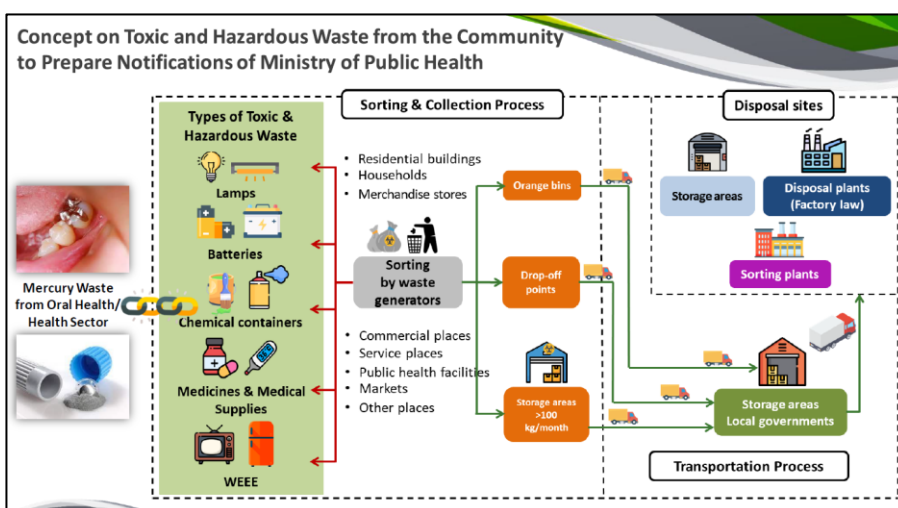 Concept on Toxic and Hazardous Waste from the Community
to Prepare Notifications of Ministry of Public Health
Mercury Waste
from Oral Health/
Health Sector
Types of Toxic &
Hazardous Waste
Lamps
Batteries
Chemical containers
Medicines & Medical
Supplies
WEEE
Sorting & Collection Process
• Residential buildings
• Households
• Merchandise stores
Sorting
by waste
generators
• Commercial places
• Service places
• Public health facilities
• Markets
• Other places
Orange bins
Drop-off
points
Storage areas
>100
kg/month
Disposal sites
Storage areas
Disposal plants
(Factory law)
Sorting plants
Storage areas
Local governments
Transportation Process